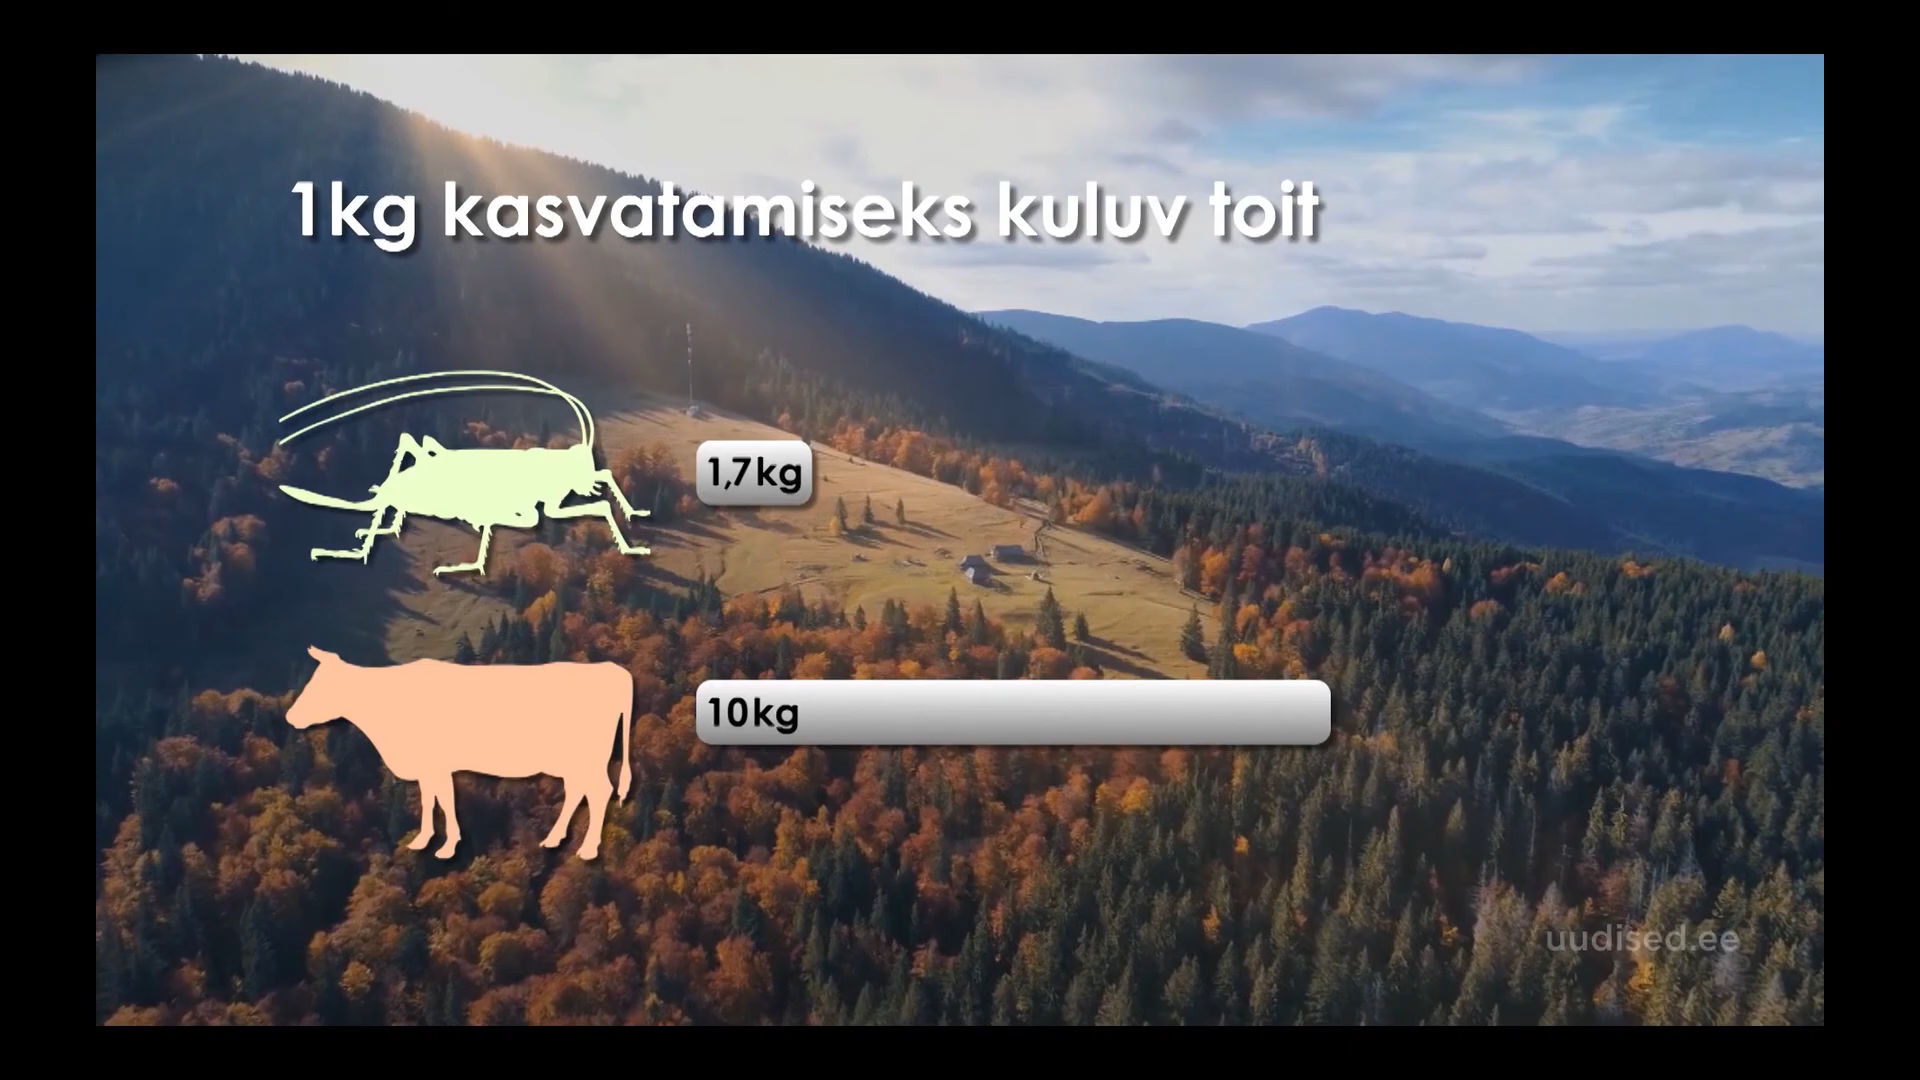 1kg kasvatamiseks kuluv toit
1,7kg
10kg
uudised.ee